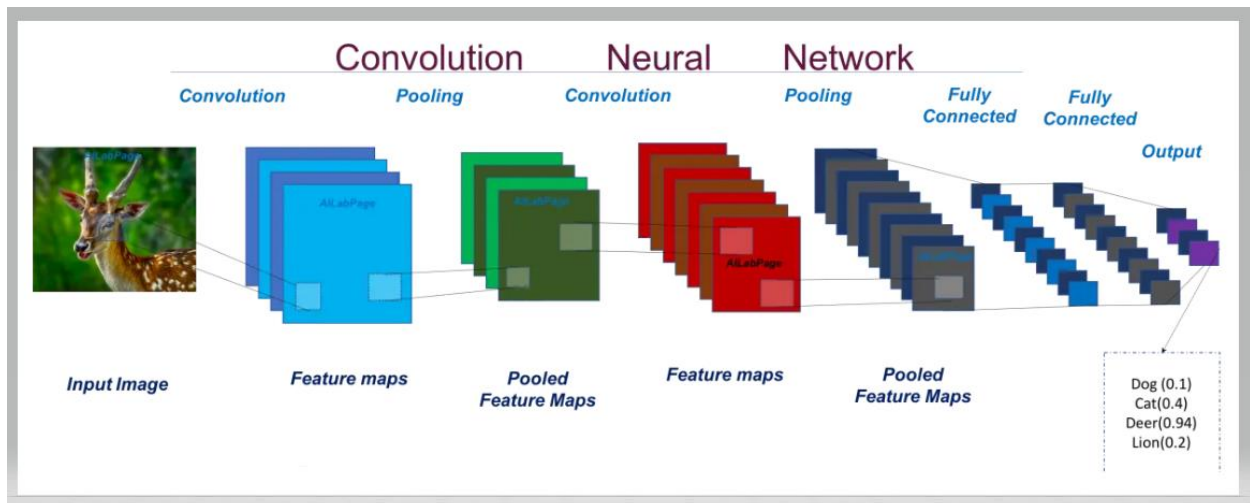 Convolution Neural Network
Convolution Pooling Convolution Pooling Fully Connected Fully Connected
Output
AiLabPage
AiLabPage
AiLabPage
AiLabPage
Input Image
Feature maps
Pooled
Feature Maps
Feature maps
Pooled
Feature Maps
Dog (0.1)
Cat(0.4)
Deer(0.94)
Lion(0.2)